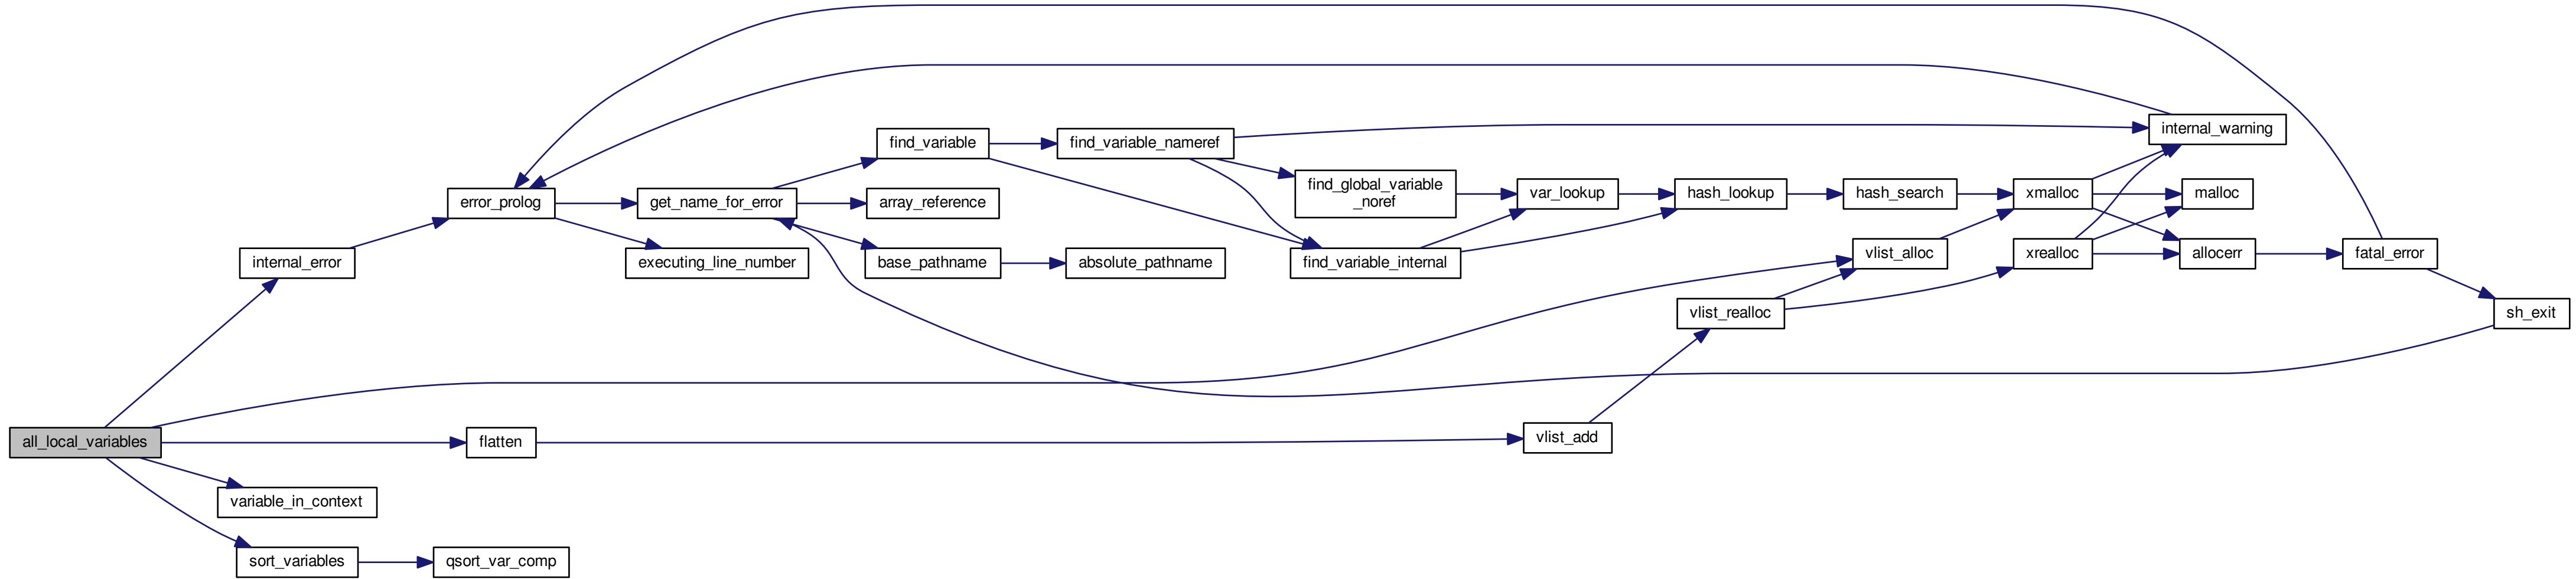 internal_warning
find_variable
find_variable_nameref
find_global_variable
_noref
var_lookup
hash_lookup
hash_search
xmalloc
malloc
error_prolog
get_name_for_error
array_reference
internal_error
executing_line_number
base_pathname
absolute_pathname
find_variable_internal
vlist_alloc
xrealloc
allocerr
fatal_error
vlist_realloc
sh_exit
all_local_variables
flatten
vlist_add
variable_in_context
sort_variables
qsort_var_comp